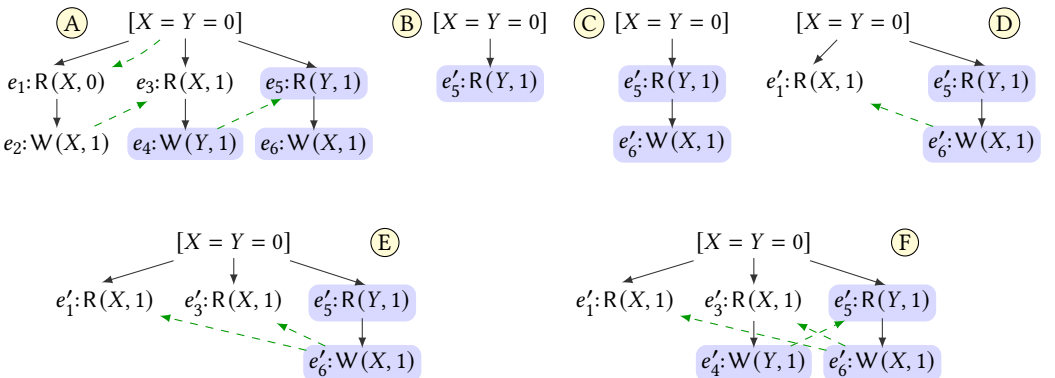 A [X = Y = 0] B [X = Y = 0] C [X = Y = 0] [X = Y = 0] D
e₁:R(X, 0) e₃:R(X, 1) e₅:R(Y, 1) e′₅:R(Y, 1) e′₅:R(Y, 1) e′₁:R(X, 1) e′₅:R(Y, 1)
e₂:W(X, 1) e₄:W(Y, 1) e₆:W(X, 1) e′₆:W(X, 1) e′₆:W(X, 1)
[X = Y = 0] E [X = Y = 0] F
e′₁:R(X, 1) e′₃:R(X, 1) e′₅:R(Y, 1) e′₁:R(X, 1) e′₃:R(X, 1) e′₅:R(Y, 1)
e′₆:W(X, 1) e′₄:W(Y, 1) e′₆:W(X, 1)